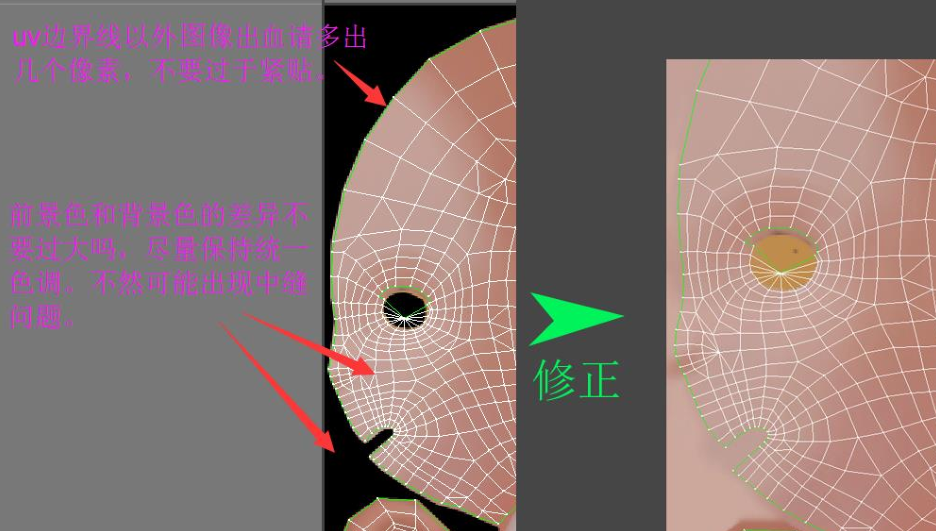 uv边界线以外图像出血请多出
几个像素，不要过于紧贴。
前景色和背景色的差异不
要过大吗，尽量保持统一
色调，不然可能出现中缝
问题。
修正